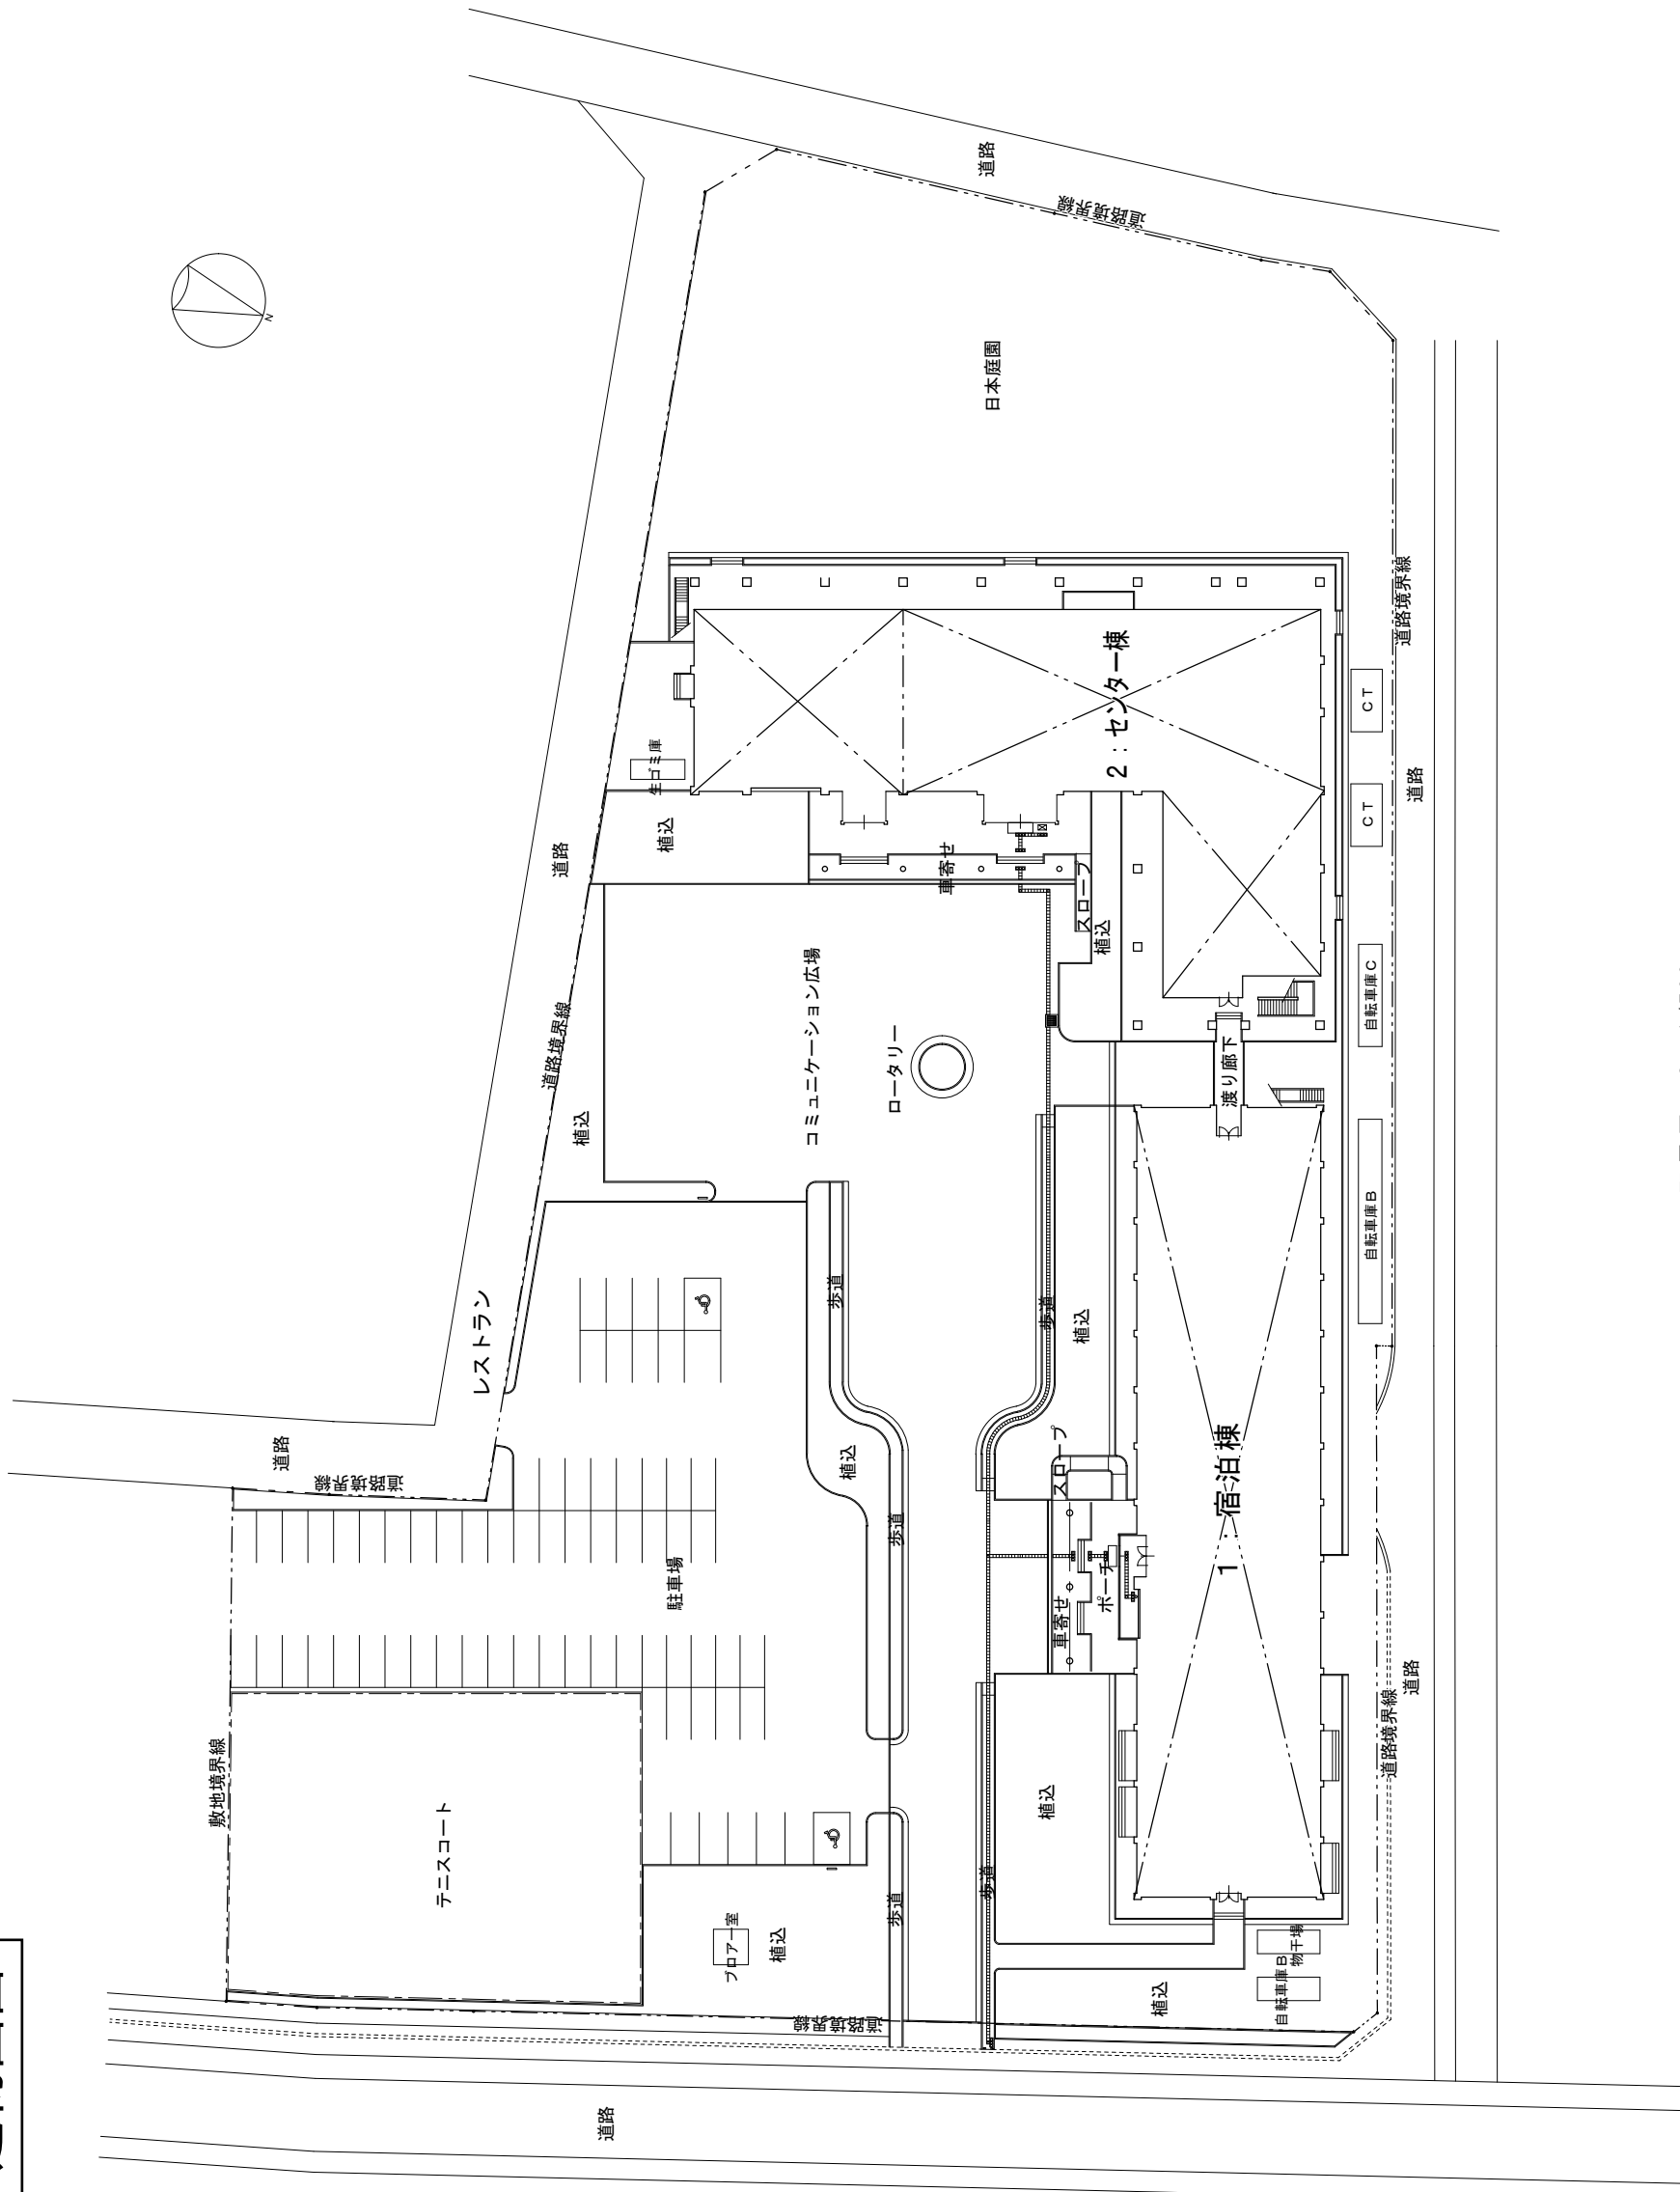 道路
道路境界線
日本庭園
N
2：センター棟
道路境界線
CT
CT
道路
生ゴミ庫
植込
道路
車寄せ
スロープ
植込
自転車庫C
コミュニケーション広場
ロータリー
道路境界線
渡り廊下
植込
自転車庫B
レストラン
歩道
歩道
植込
道路
道路境界線
植込
スロープ
1：宿泊棟
歩道
駐車場
ポーチ
車寄せ
道路
道路境界線
敷地境界線
テニスコート
植込
歩道
歩道
ブロアー室
植込
物干場
自転車庫B
植込
道路境界線
道路